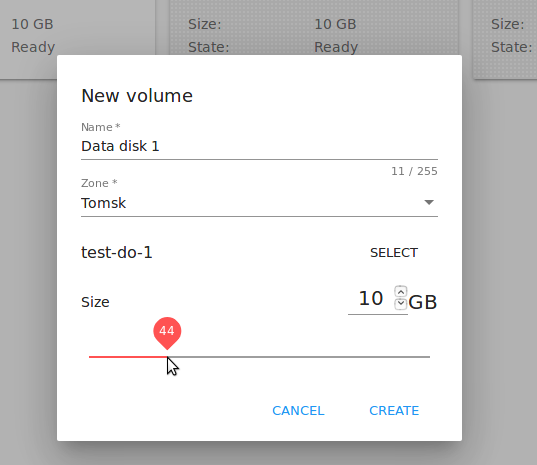 10 GB Size: 10 GB Size:
Ready State: Ready State:
New volume
Name *
Data disk 1
11 / 255
Zone *
Tomsk
test-do-1 SELECT
Size 10 GB
44
CANCEL CREATE